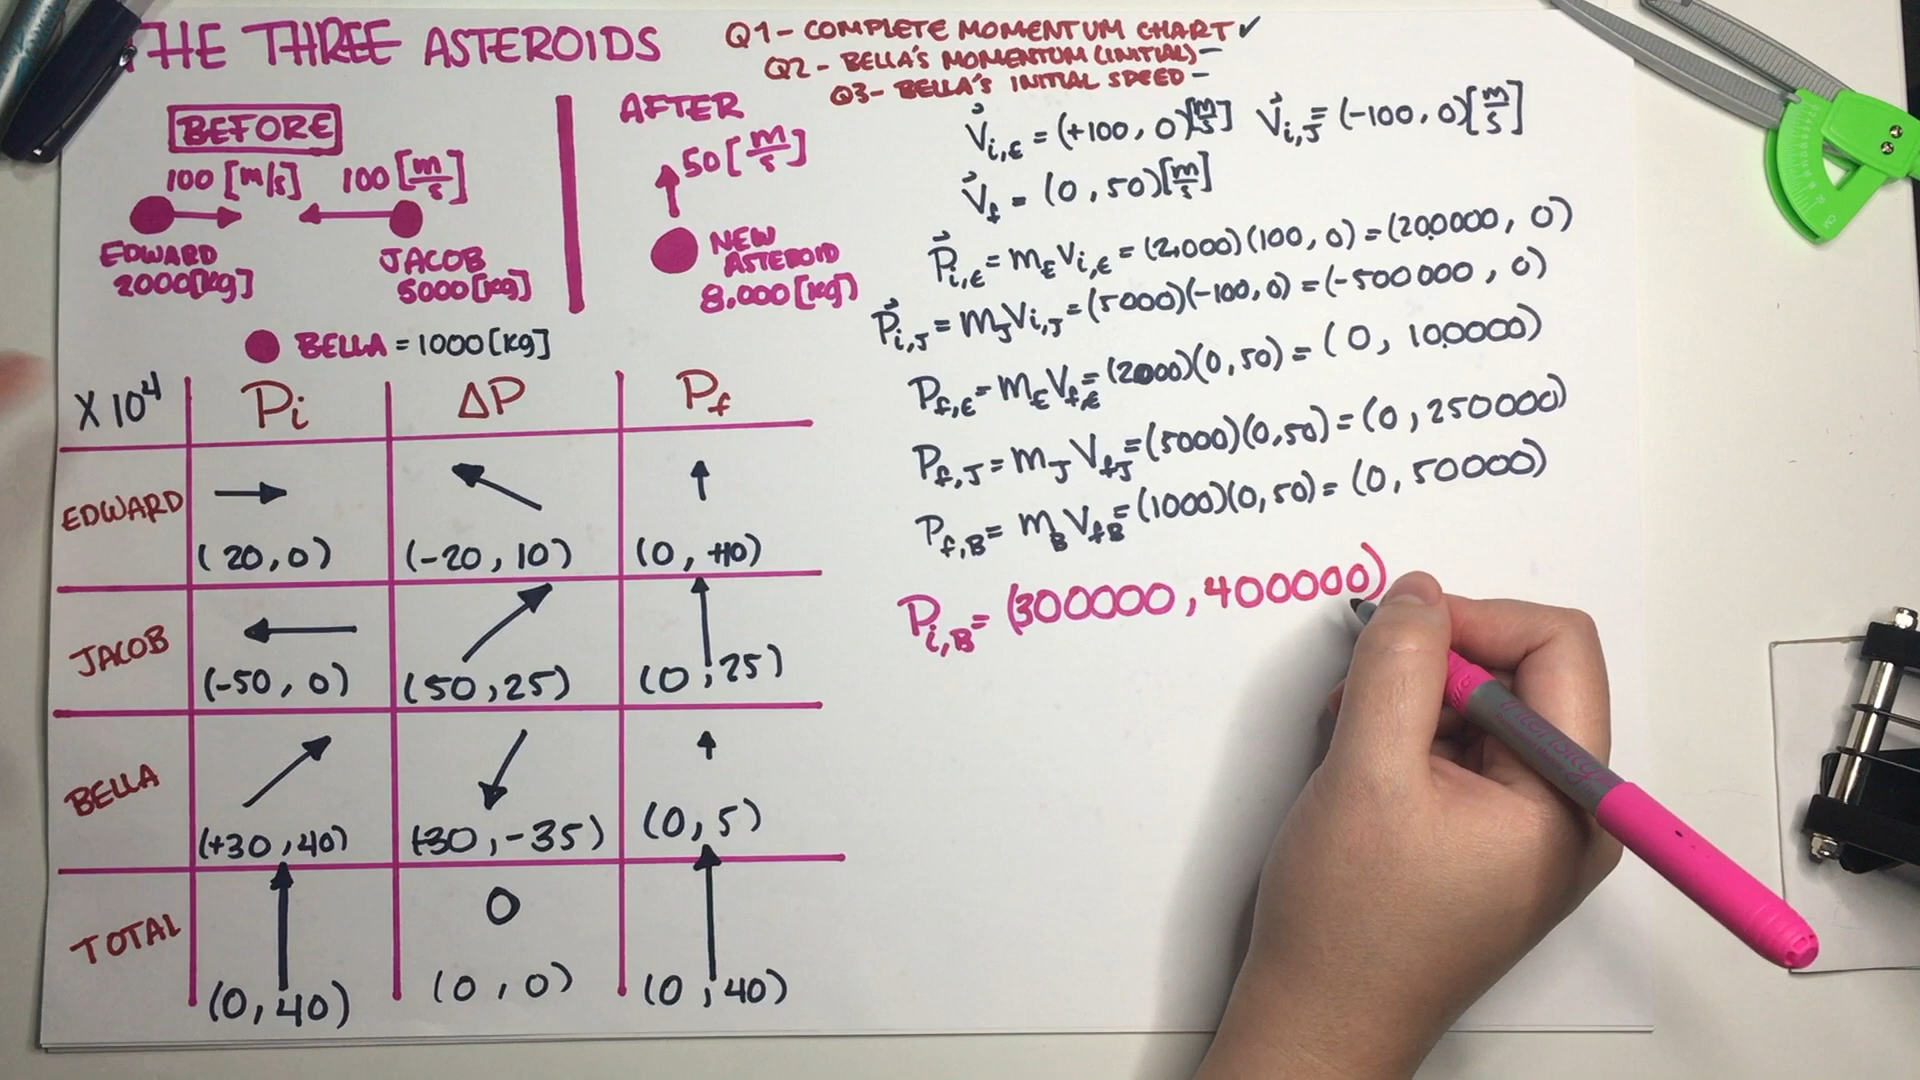 THE THREE ASTEROIDS
Q1 - COMPLETE MOMENTUM CHART ✓
Q2 - BELLA'S MOMENTUM (INITIAL) -
Q3 - BELLA'S INITIAL SPEED -
BEFORE
100 [m/s] 100 [m/s]
EDWARD
2000[kg]
JACOB
5000[kg]
BELLA = 1000[kg]
AFTER
50 [m/s]
NEW
ASTEROID
8,000[kg]
V⃗i,E = (+100, 0)[m/s] V⃗i,J = (-100, 0)[m/s]
V⃗f = (0, 50)[m/s]
P⃗i,E = mEVi,E = (2,000)(100, 0) = (200000, 0)
P⃗i,J = mJVi,J = (5000)(-100, 0) = (-500000, 0)
Pf,E = mEVf,E = (2000)(0, 50) = (0, 100000)
Pf,J = mJVfJ = (5000)(0, 50) = (0, 250000)
Pf,B = mBVfB = (1000)(0, 50) = (0, 50000)
Pi,B = (300000, 400000)
X 10⁴ Pi ΔP Pf
EDWARD (20, 0) (-20, 10) (0, +10)
JACOB (-50, 0) (50, 25) (0, 25)
BELLA (+30, 40) (-30, -35) (0, 5)
TOTAL 0
(0, 40) (0, 0) (0, 40)